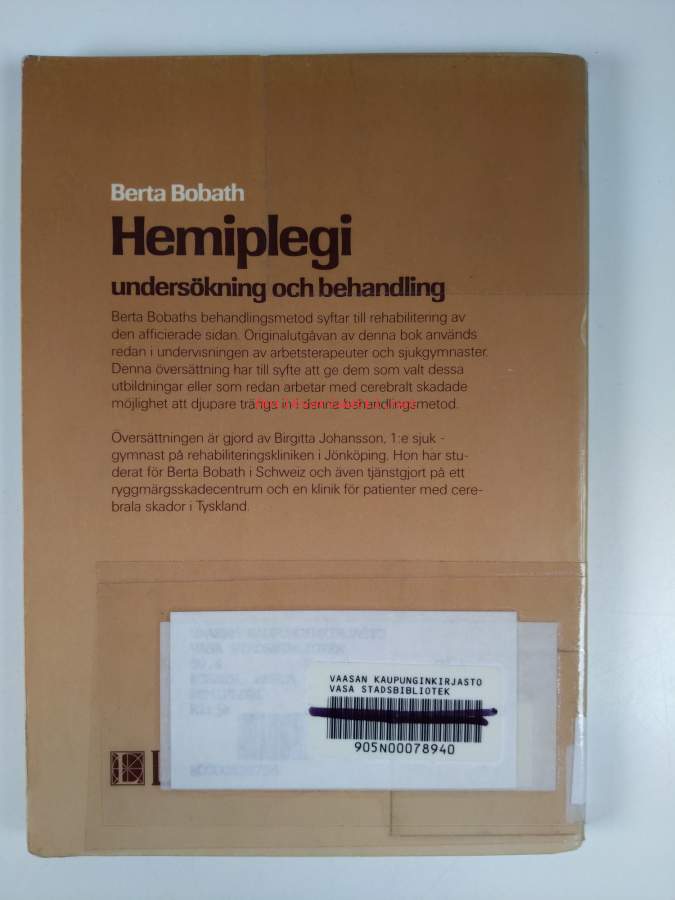 Berta Bobath
Hemiplegi
undersökning och behandling
Berta Bobaths behandlingsmetod syftar till rehabilitering av
den afficierade sidan. Originalutgåvan av denna bok används
redan i undervisningen av arbetsterapeuter och sjukgymnaster.
Denna översättning har till syfte att ge dem som valt dessa
utbildningar eller som redan arbetar med cerebralt skadade
möjlighet att djupare tränga in i denna behandlingsmetod.
Översättningen är gjord av Birgitta Johansson, 1:e sjuk -
gymnast på rehabiliteringskliniken i Jönköping. Hon har stu-
derat för Berta Bobath i Schweiz och även tjänstgjort på ett
ryggmärgsskadecentrum och en klinik för patienter med cere-
brala skador i Tyskland.
VAASAN KAUPUNGINKIRJASTO
VASA STADSBIBLIOTEK
905N00078940